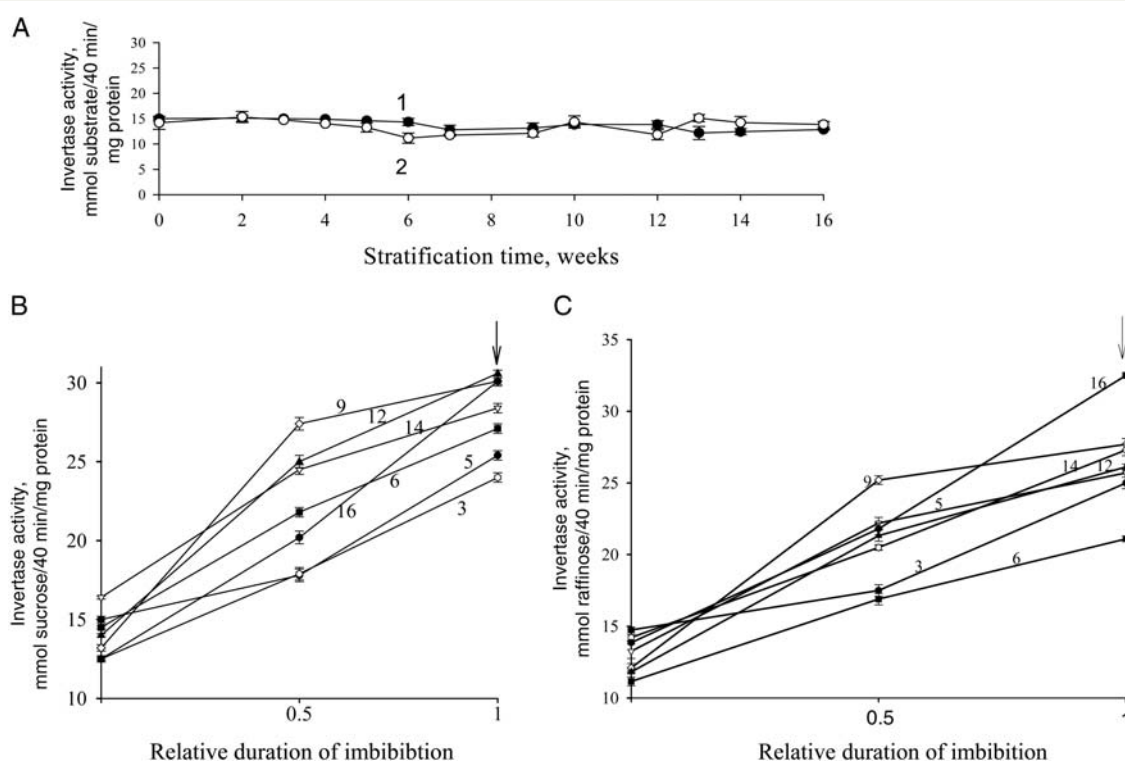 A
Invertase activity,
mmol substrate/40 min/
mg protein
30
25
20
15
10
5
0
1
2
0 2 4 6 8 10 12 14 16
Stratification time, weeks
B
Invertase activity,
mmol sucrose/40 min/mg protein
30
25
20
15
10
9
12
14
6
5
16
3
0.5 1
Relative duration of imbibibtion
C
Invertase activity,
mmol raffinose/40 min/mg protein
35
30
25
20
15
10
16
14 12
9
5
3
6
0.5 1
Relative duration of imbibition